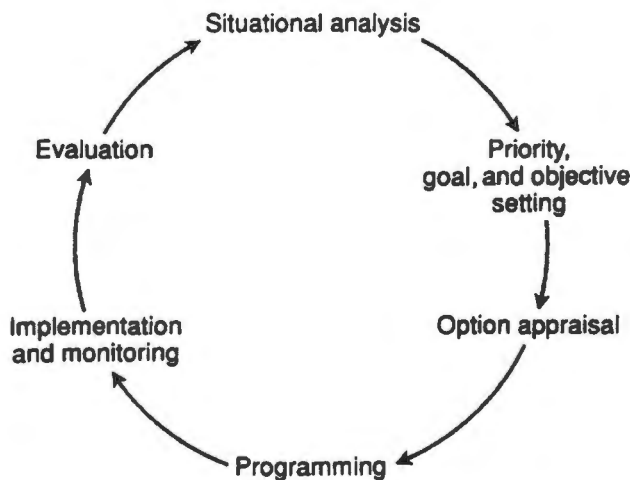 Situational analysis
Priority,
goal, and objective
setting
Option appraisal
Programming
Implementation
and monitoring
Evaluation